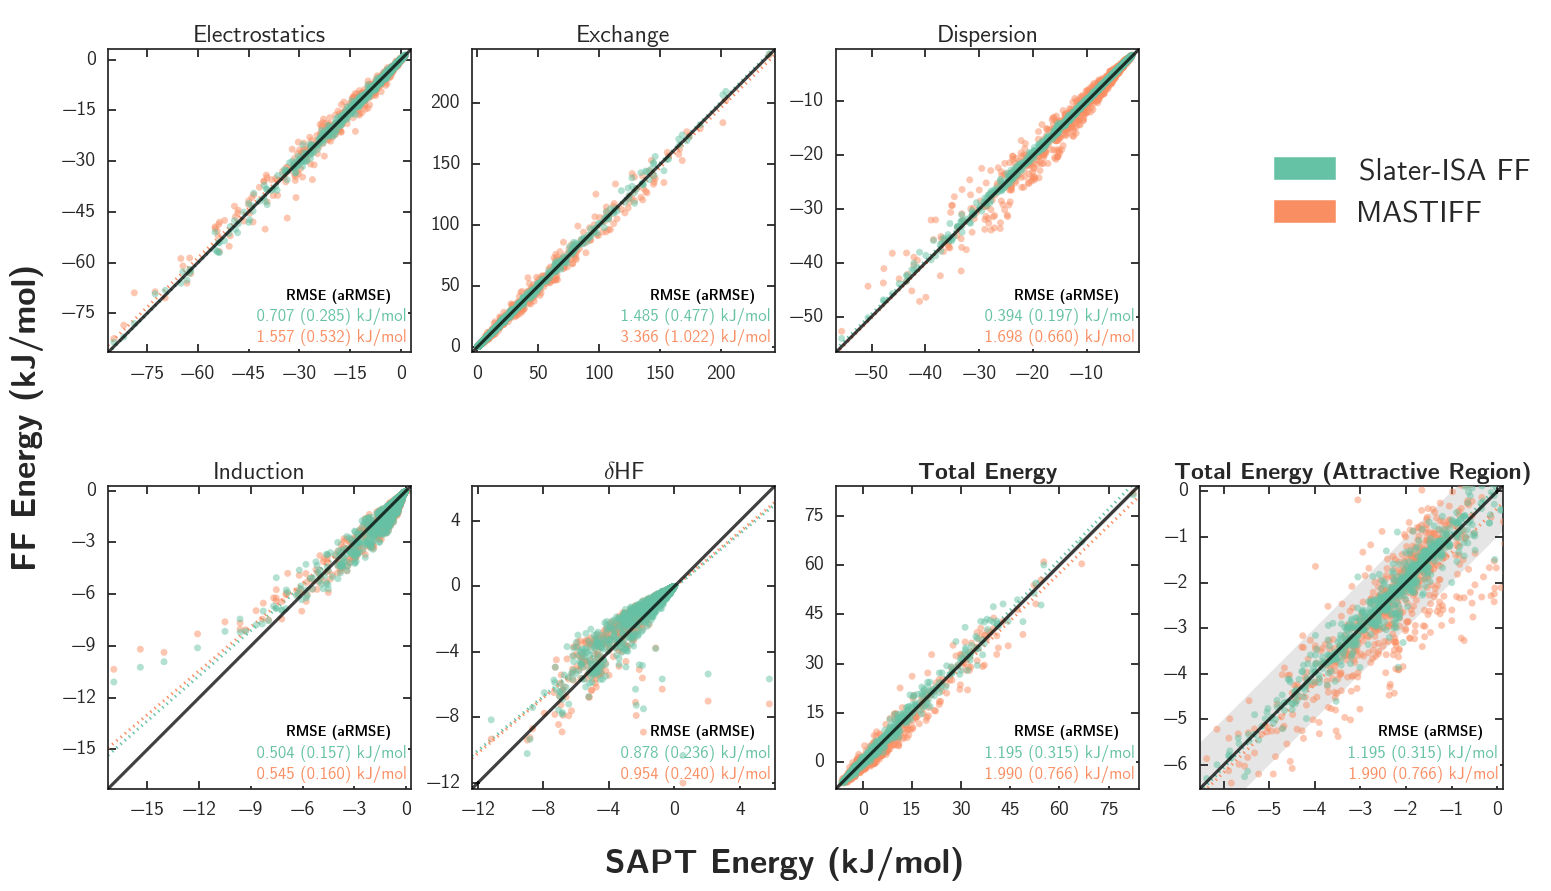 Electrostatics
0
−15
−30
−45
−60
−75
−75 −60 −45 −30 −15 0
RMSE (aRMSE)
0.707 (0.285) kJ/mol
1.557 (0.532) kJ/mol
Exchange
200
150
100
50
0
0 50 100 150 200
RMSE (aRMSE)
1.485 (0.477) kJ/mol
3.366 (1.022) kJ/mol
Dispersion
−10
−20
−30
−40
−50
−50 −40 −30 −20 −10
RMSE (aRMSE)
0.394 (0.197) kJ/mol
1.698 (0.660) kJ/mol
Slater-ISA FF
MASTIFF
FF Energy (kJ/mol)
Induction
0
−3
−6
−9
−12
−15
−15 −12 −9 −6 −3 0
RMSE (aRMSE)
0.504 (0.157) kJ/mol
0.545 (0.160) kJ/mol
δHF
4
0
−4
−8
−12
−12 −8 −4 0 4
RMSE (aRMSE)
0.878 (0.236) kJ/mol
0.954 (0.240) kJ/mol
Total Energy
75
60
45
30
15
0
0 15 30 45 60 75
RMSE (aRMSE)
1.195 (0.315) kJ/mol
1.990 (0.766) kJ/mol
Total Energy (Attractive Region)
0
−1
−2
−3
−4
−5
−6
−6 −5 −4 −3 −2 −1 0
RMSE (aRMSE)
1.195 (0.315) kJ/mol
1.990 (0.766) kJ/mol
SAPT Energy (kJ/mol)